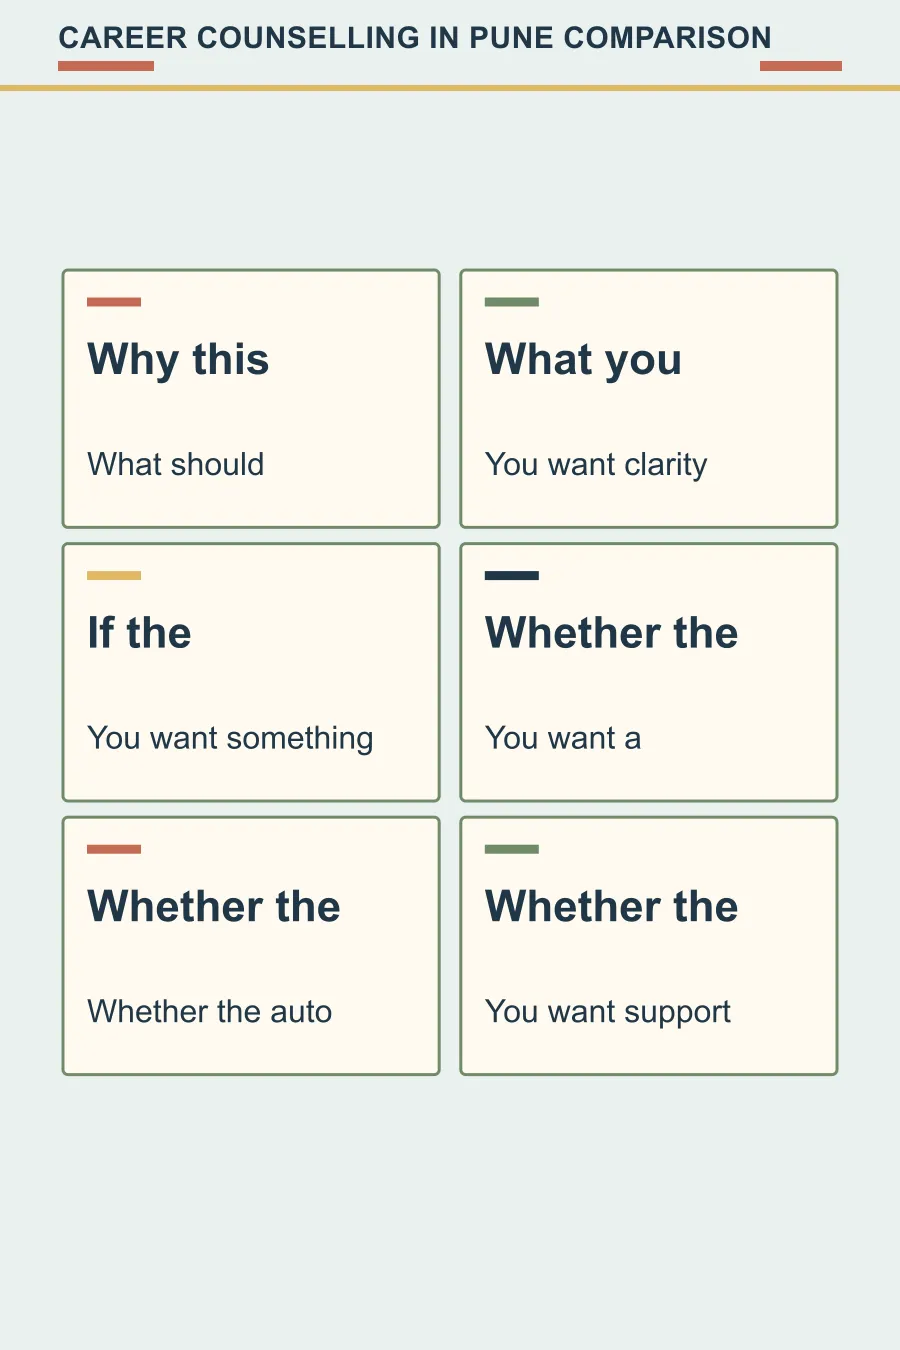 CAREER COUNSELLING IN PUNE COMPARISON
Why this
What should
What you
You want clarity
If the
You want something
Whether the
You want a
Whether the
Whether the auto
Whether the
You want support